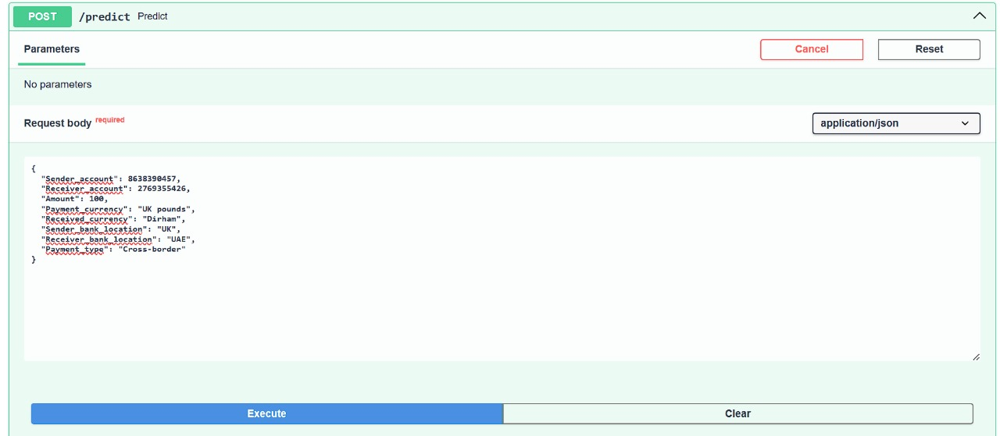 POST /predict Predict
Parameters
Cancel
Reset
No parameters
Request body required
application/json
{
"Sender_account": 8638390457,
"Receiver_account": 2769355426,
"Amount": 100,
"Payment_currency": "UK pounds",
"Received_currency": "Dirham",
"Sender_bank_location": "UK",
"Receiver_bank_location": "UAE",
"Payment_type": "Cross-border"
}
Execute
Clear